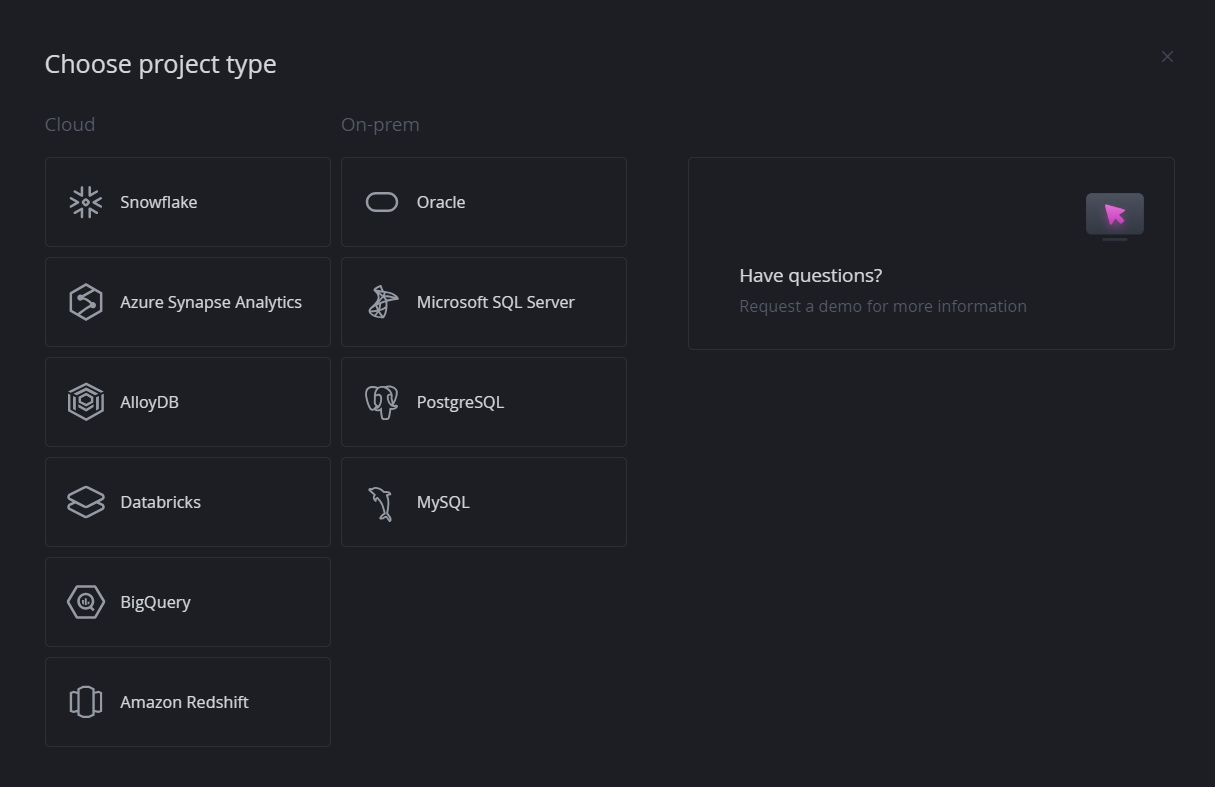 Choose project type
Cloud
Snowflake
Azure Synapse Analytics
AlloyDB
Databricks
BigQuery
Amazon Redshift
On-prem
Oracle
Microsoft SQL Server
PostgreSQL
MySQL
Have questions?
Request a demo for more information